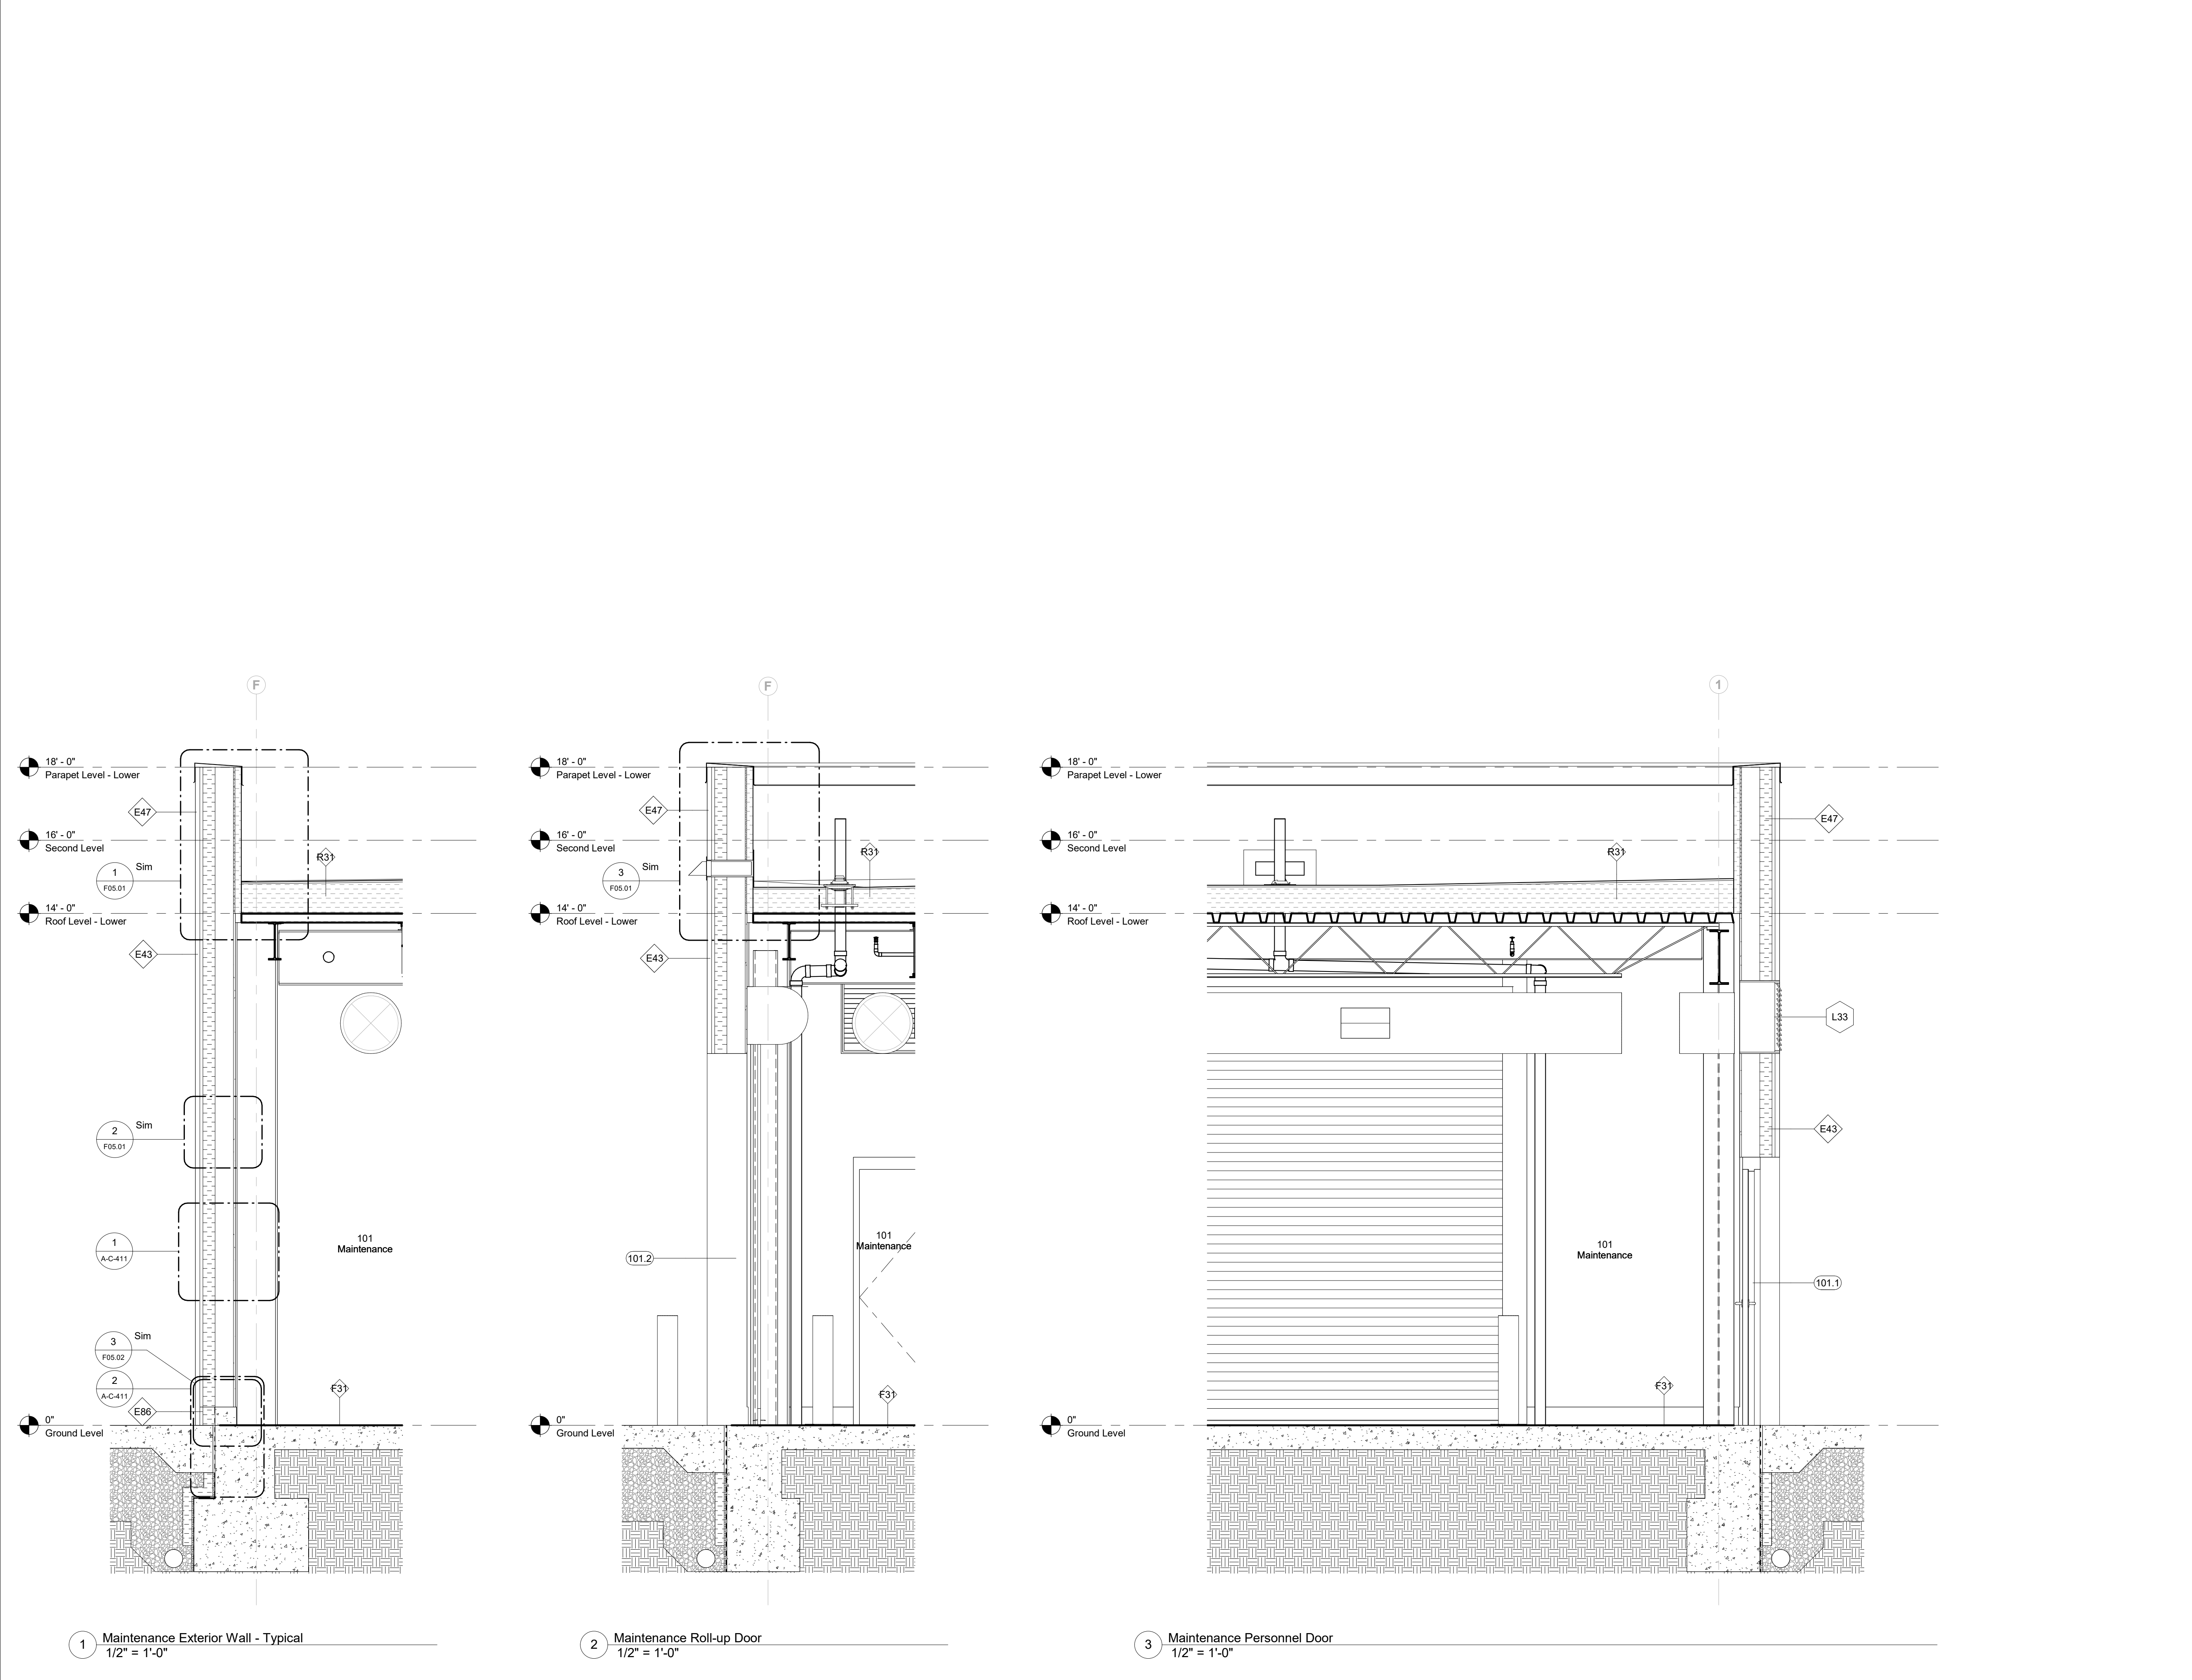 F
18' - 0"
Parapet Level - Lower
E47
16' - 0"
Second Level
R31
1
F05.01
Sim
14' - 0"
Roof Level - Lower
E43
2
F05.01
Sim
1
A-C-411
101
Maintenance
3
F05.02
Sim
2
A-C-411
E86
F31
0"
Ground Level
1
Maintenance Exterior Wall - Typical
1/2" = 1'-0"
F
18' - 0"
Parapet Level - Lower
E47
16' - 0"
Second Level
R31
3
F05.01
Sim
14' - 0"
Roof Level - Lower
E43
101
Maintenance
101.2
F31
0"
Ground Level
2
Maintenance Roll-up Door
1/2" = 1'-0"
1
18' - 0"
Parapet Level - Lower
E47
16' - 0"
Second Level
R31
14' - 0"
Roof Level - Lower
L33
E43
101
Maintenance
101.1
F31
0"
Ground Level
3
Maintenance Personnel Door
1/2" = 1'-0"